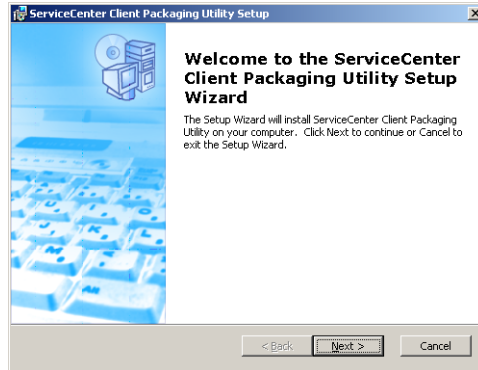 ServiceCenter Client Packaging Utility Setup
Welcome to the ServiceCenter
Client Packaging Utility Setup
Wizard
The Setup Wizard will install ServiceCenter Client Packaging
Utility on your computer.  Click Next to continue or Cancel to
exit the Setup Wizard.
< Back
Next >
Cancel